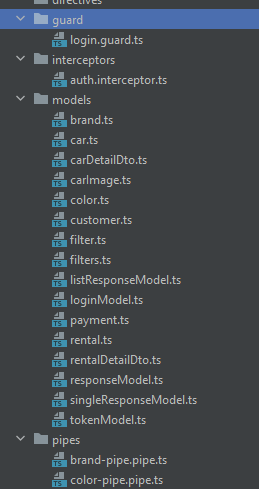 directives
guard
login.guard.ts
interceptors
auth.interceptor.ts
models
brand.ts
car.ts
carDetailDto.ts
carImage.ts
color.ts
customer.ts
filter.ts
filters.ts
listResponseModel.ts
loginModel.ts
payment.ts
rental.ts
rentalDetailDto.ts
responseModel.ts
singleResponseModel.ts
tokenModel.ts
pipes
brand-pipe.pipe.ts
color-pipe.pipe.ts